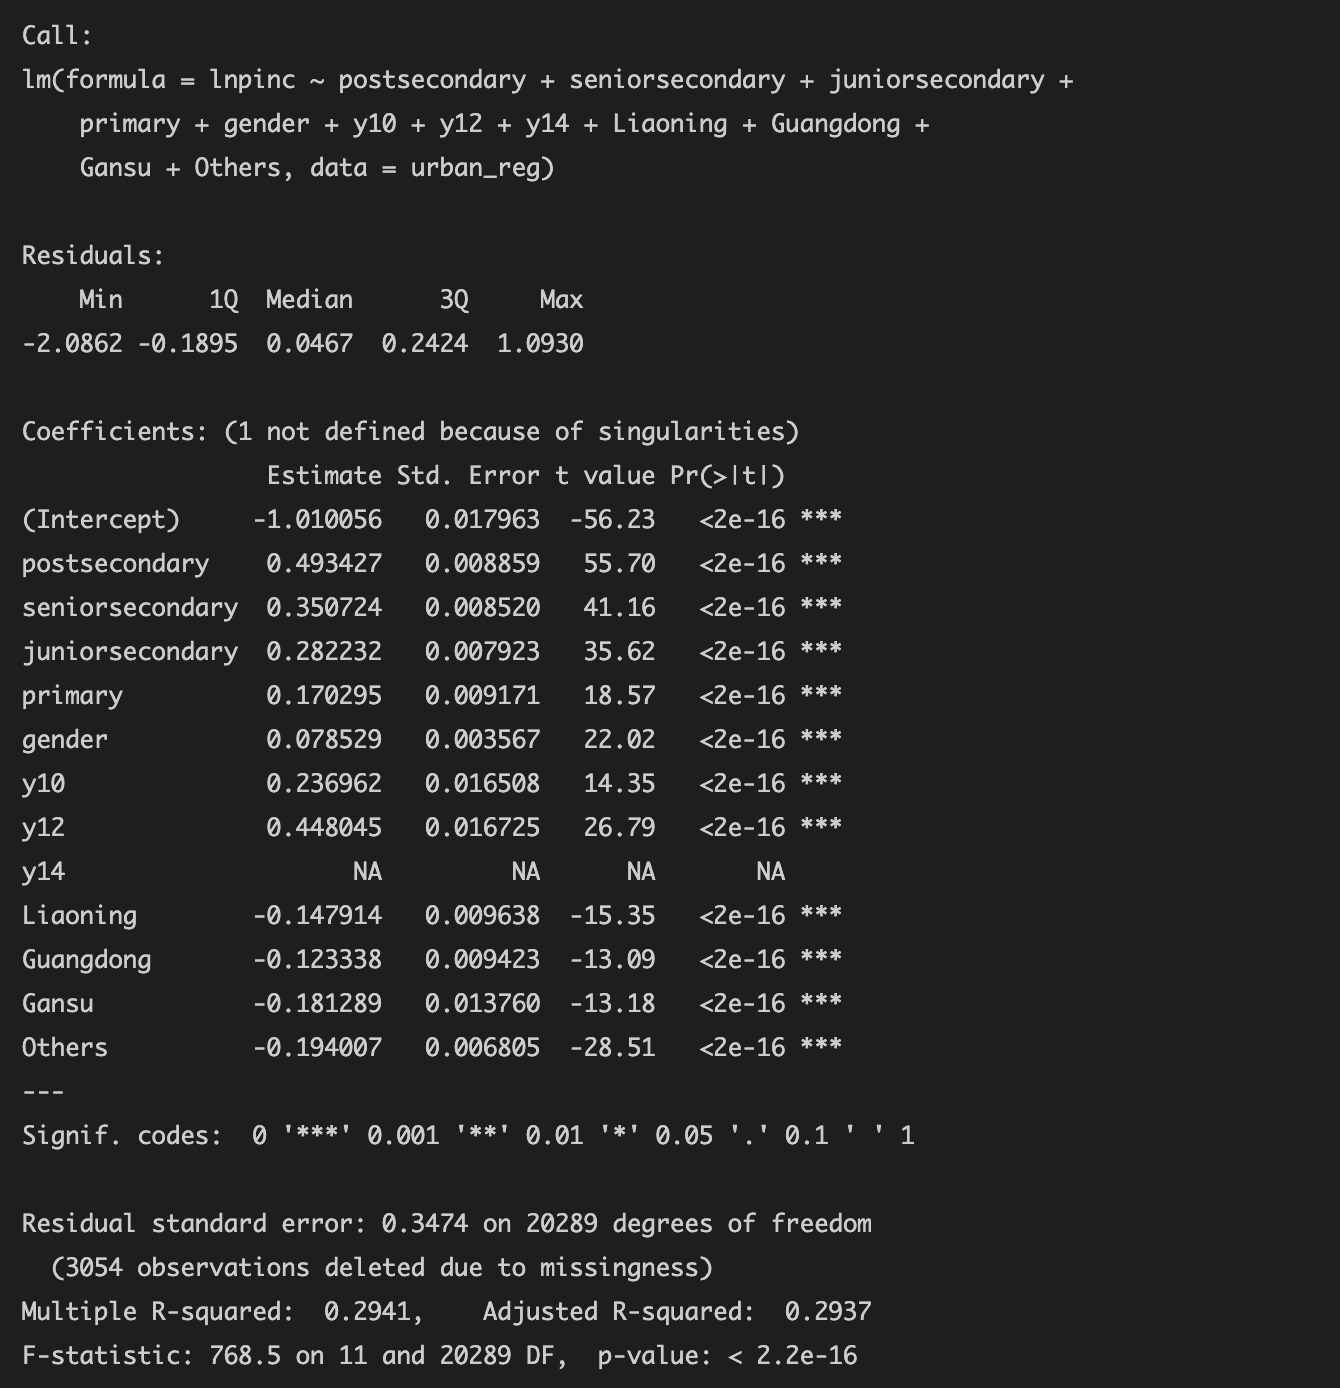 Call:
lm(formula = lnpinc ~ postsecondary + seniorsecondary + juniorsecondary +
    primary + gender + y10 + y12 + y14 + Liaoning + Guangdong +
    Gansu + Others, data = urban_reg)

Residuals:
    Min      1Q  Median      3Q     Max
-2.0862 -0.1895  0.0467  0.2424  1.0930

Coefficients: (1 not defined because of singularities)
                 Estimate Std. Error t value Pr(>|t|)
(Intercept)     -1.010056   0.017963  -56.23   <2e-16 ***
postsecondary    0.493427   0.008859   55.70   <2e-16 ***
seniorsecondary  0.350724   0.008520   41.16   <2e-16 ***
juniorsecondary  0.282232   0.007923   35.62   <2e-16 ***
primary          0.170295   0.009171   18.57   <2e-16 ***
gender           0.078529   0.003567   22.02   <2e-16 ***
y10              0.236962   0.016508   14.35   <2e-16 ***
y12              0.448045   0.016725   26.79   <2e-16 ***
y14                    NA         NA      NA       NA
Liaoning        -0.147914   0.009638  -15.35   <2e-16 ***
Guangdong       -0.123338   0.009423  -13.09   <2e-16 ***
Gansu           -0.181289   0.013760  -13.18   <2e-16 ***
Others          -0.194007   0.006805  -28.51   <2e-16 ***
---
Signif. codes:  0 '***' 0.001 '**' 0.01 '*' 0.05 '.' 0.1 ' ' 1

Residual standard error: 0.3474 on 20289 degrees of freedom
  (3054 observations deleted due to missingness)
Multiple R-squared:  0.2941,    Adjusted R-squared:  0.2937
F-statistic: 768.5 on 11 and 20289 DF,  p-value: < 2.2e-16